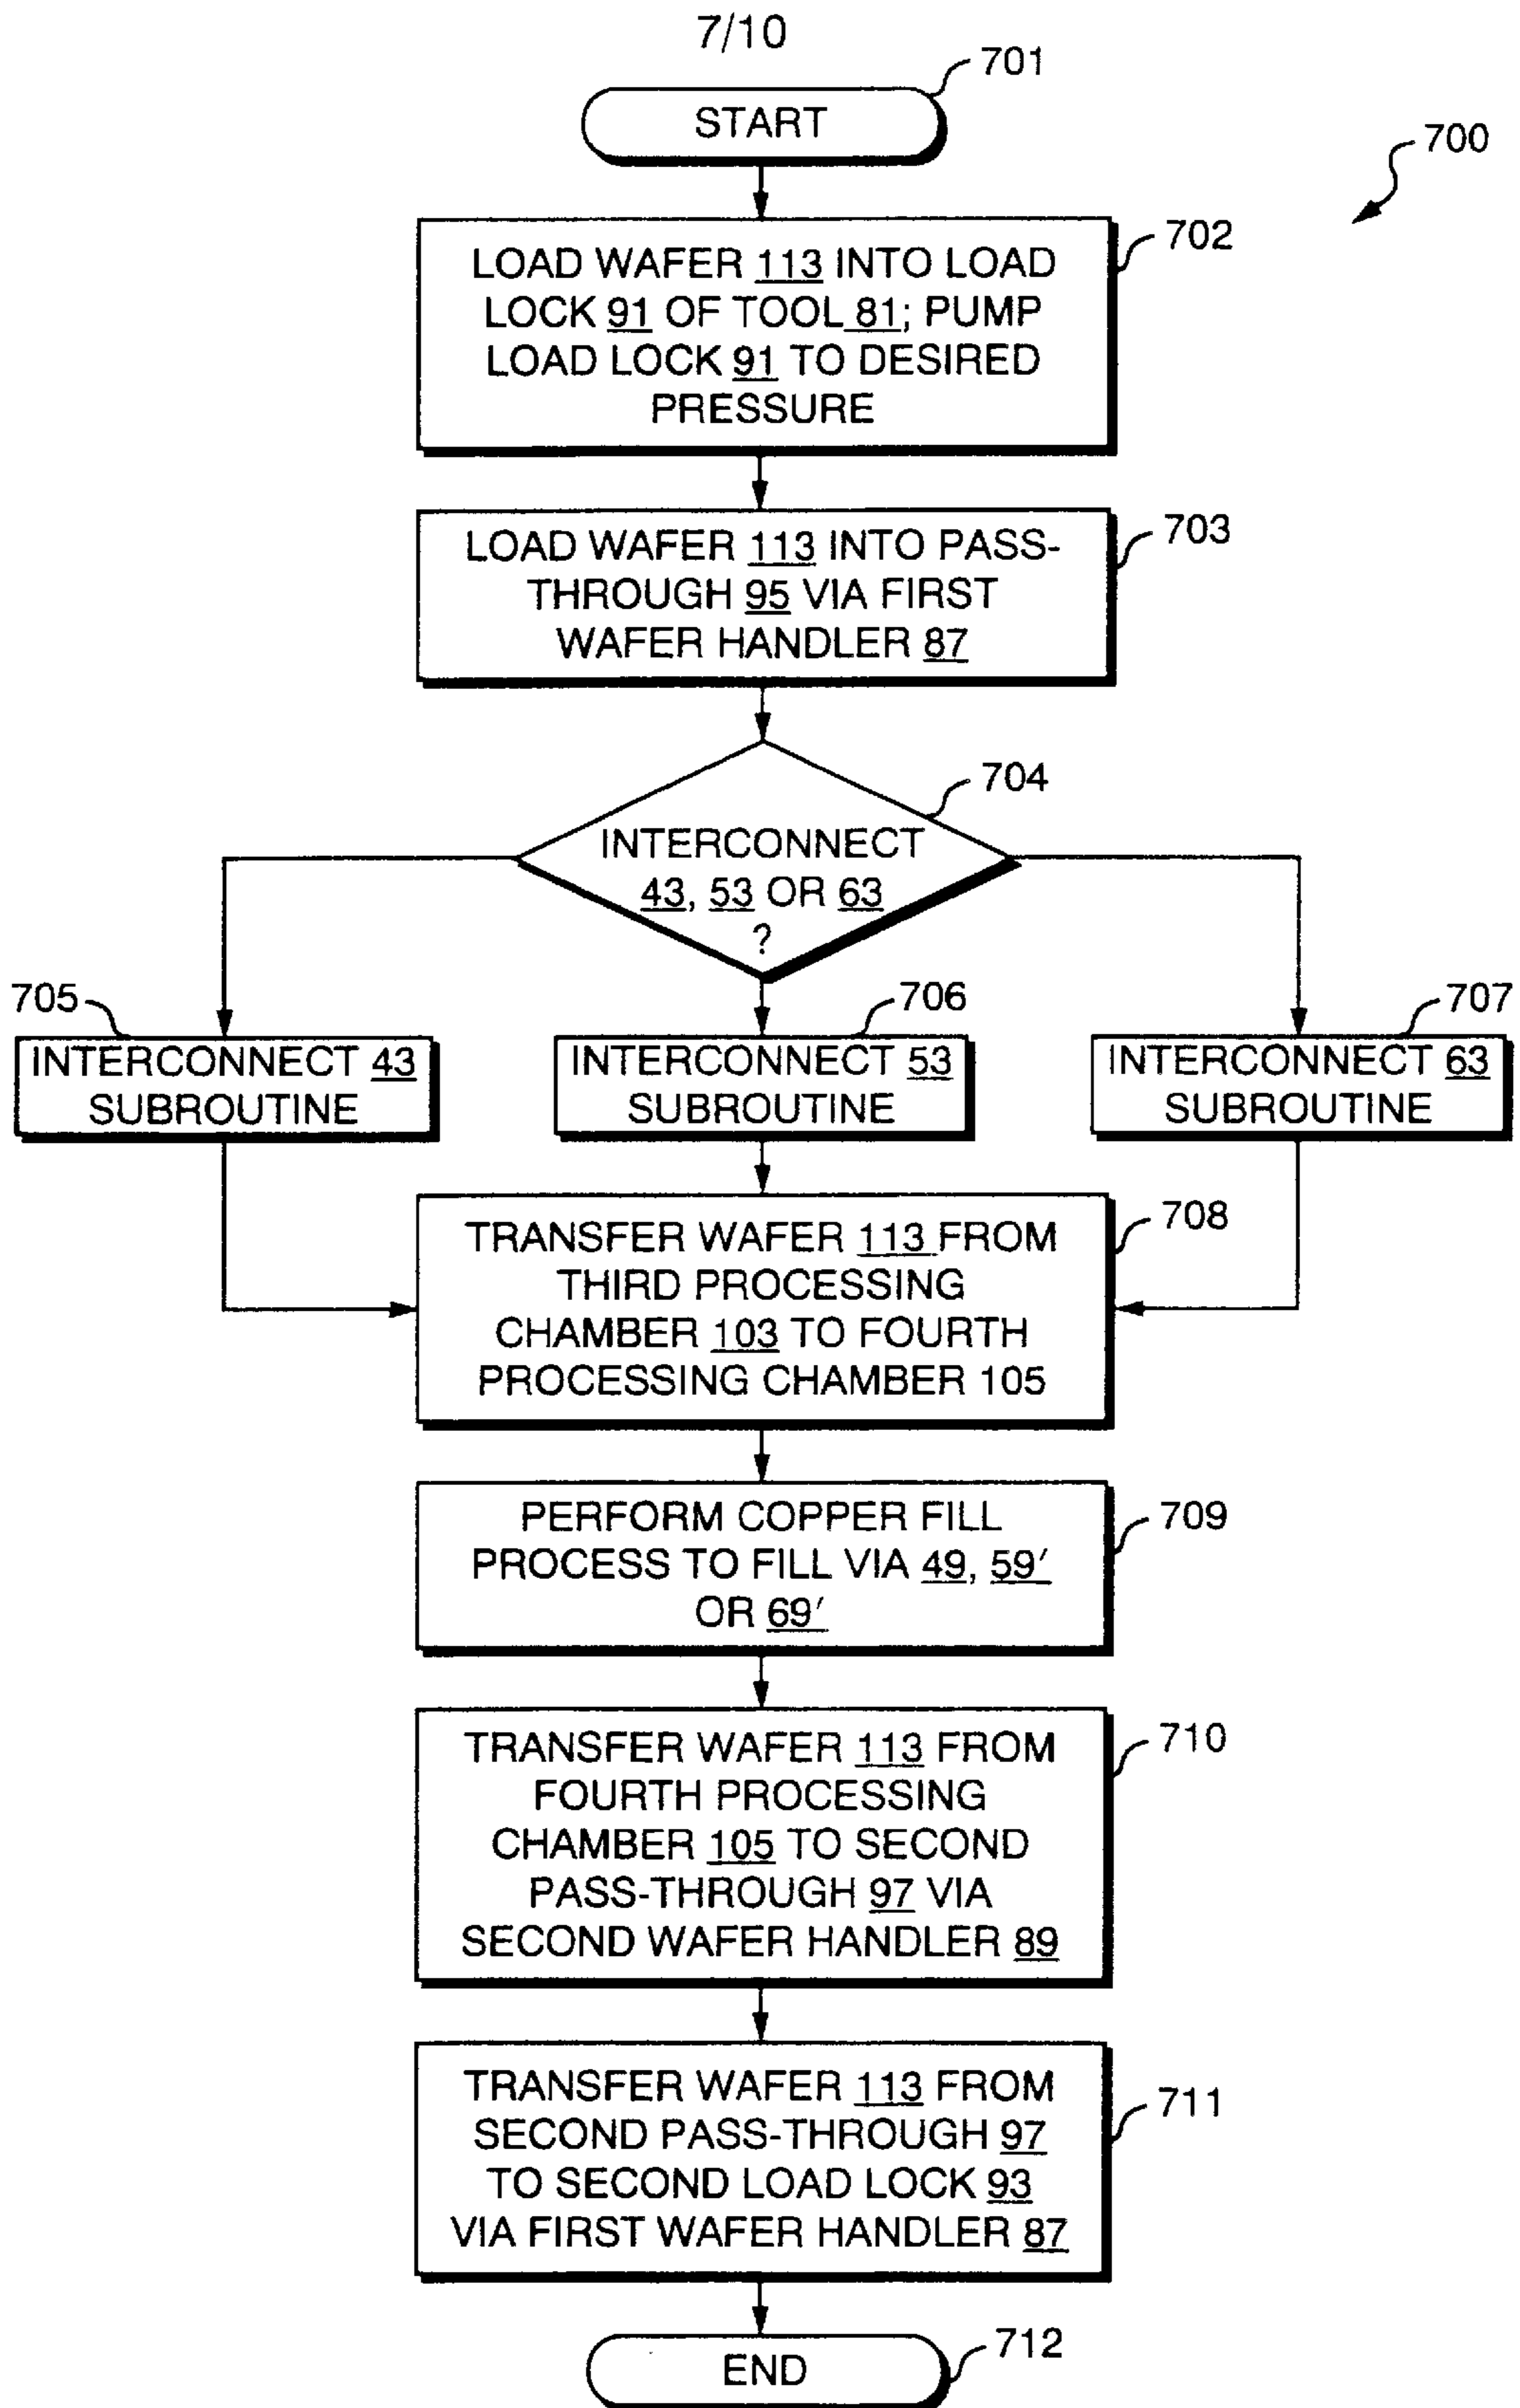 7/10
701
START
700
702
LOAD WAFER 113 INTO LOAD
LOCK 91 OF TOOL 81; PUMP
LOAD LOCK 91 TO DESIRED
PRESSURE
703
LOAD WAFER 113 INTO PASS-
THROUGH 95 VIA FIRST
WAFER HANDLER 87
704
INTERCONNECT
43, 53 OR 63
?
705
INTERCONNECT 43
SUBROUTINE
706
INTERCONNECT 53
SUBROUTINE
707
INTERCONNECT 63
SUBROUTINE
708
TRANSFER WAFER 113 FROM
THIRD PROCESSING
CHAMBER 103 TO FOURTH
PROCESSING CHAMBER 105
709
PERFORM COPPER FILL
PROCESS TO FILL VIA 49, 59′
OR 69′
710
TRANSFER WAFER 113 FROM
FOURTH PROCESSING
CHAMBER 105 TO SECOND
PASS-THROUGH 97 VIA
SECOND WAFER HANDLER 89
711
TRANSFER WAFER 113 FROM
SECOND PASS-THROUGH 97
TO SECOND LOAD LOCK 93
VIA FIRST WAFER HANDLER 87
712
END